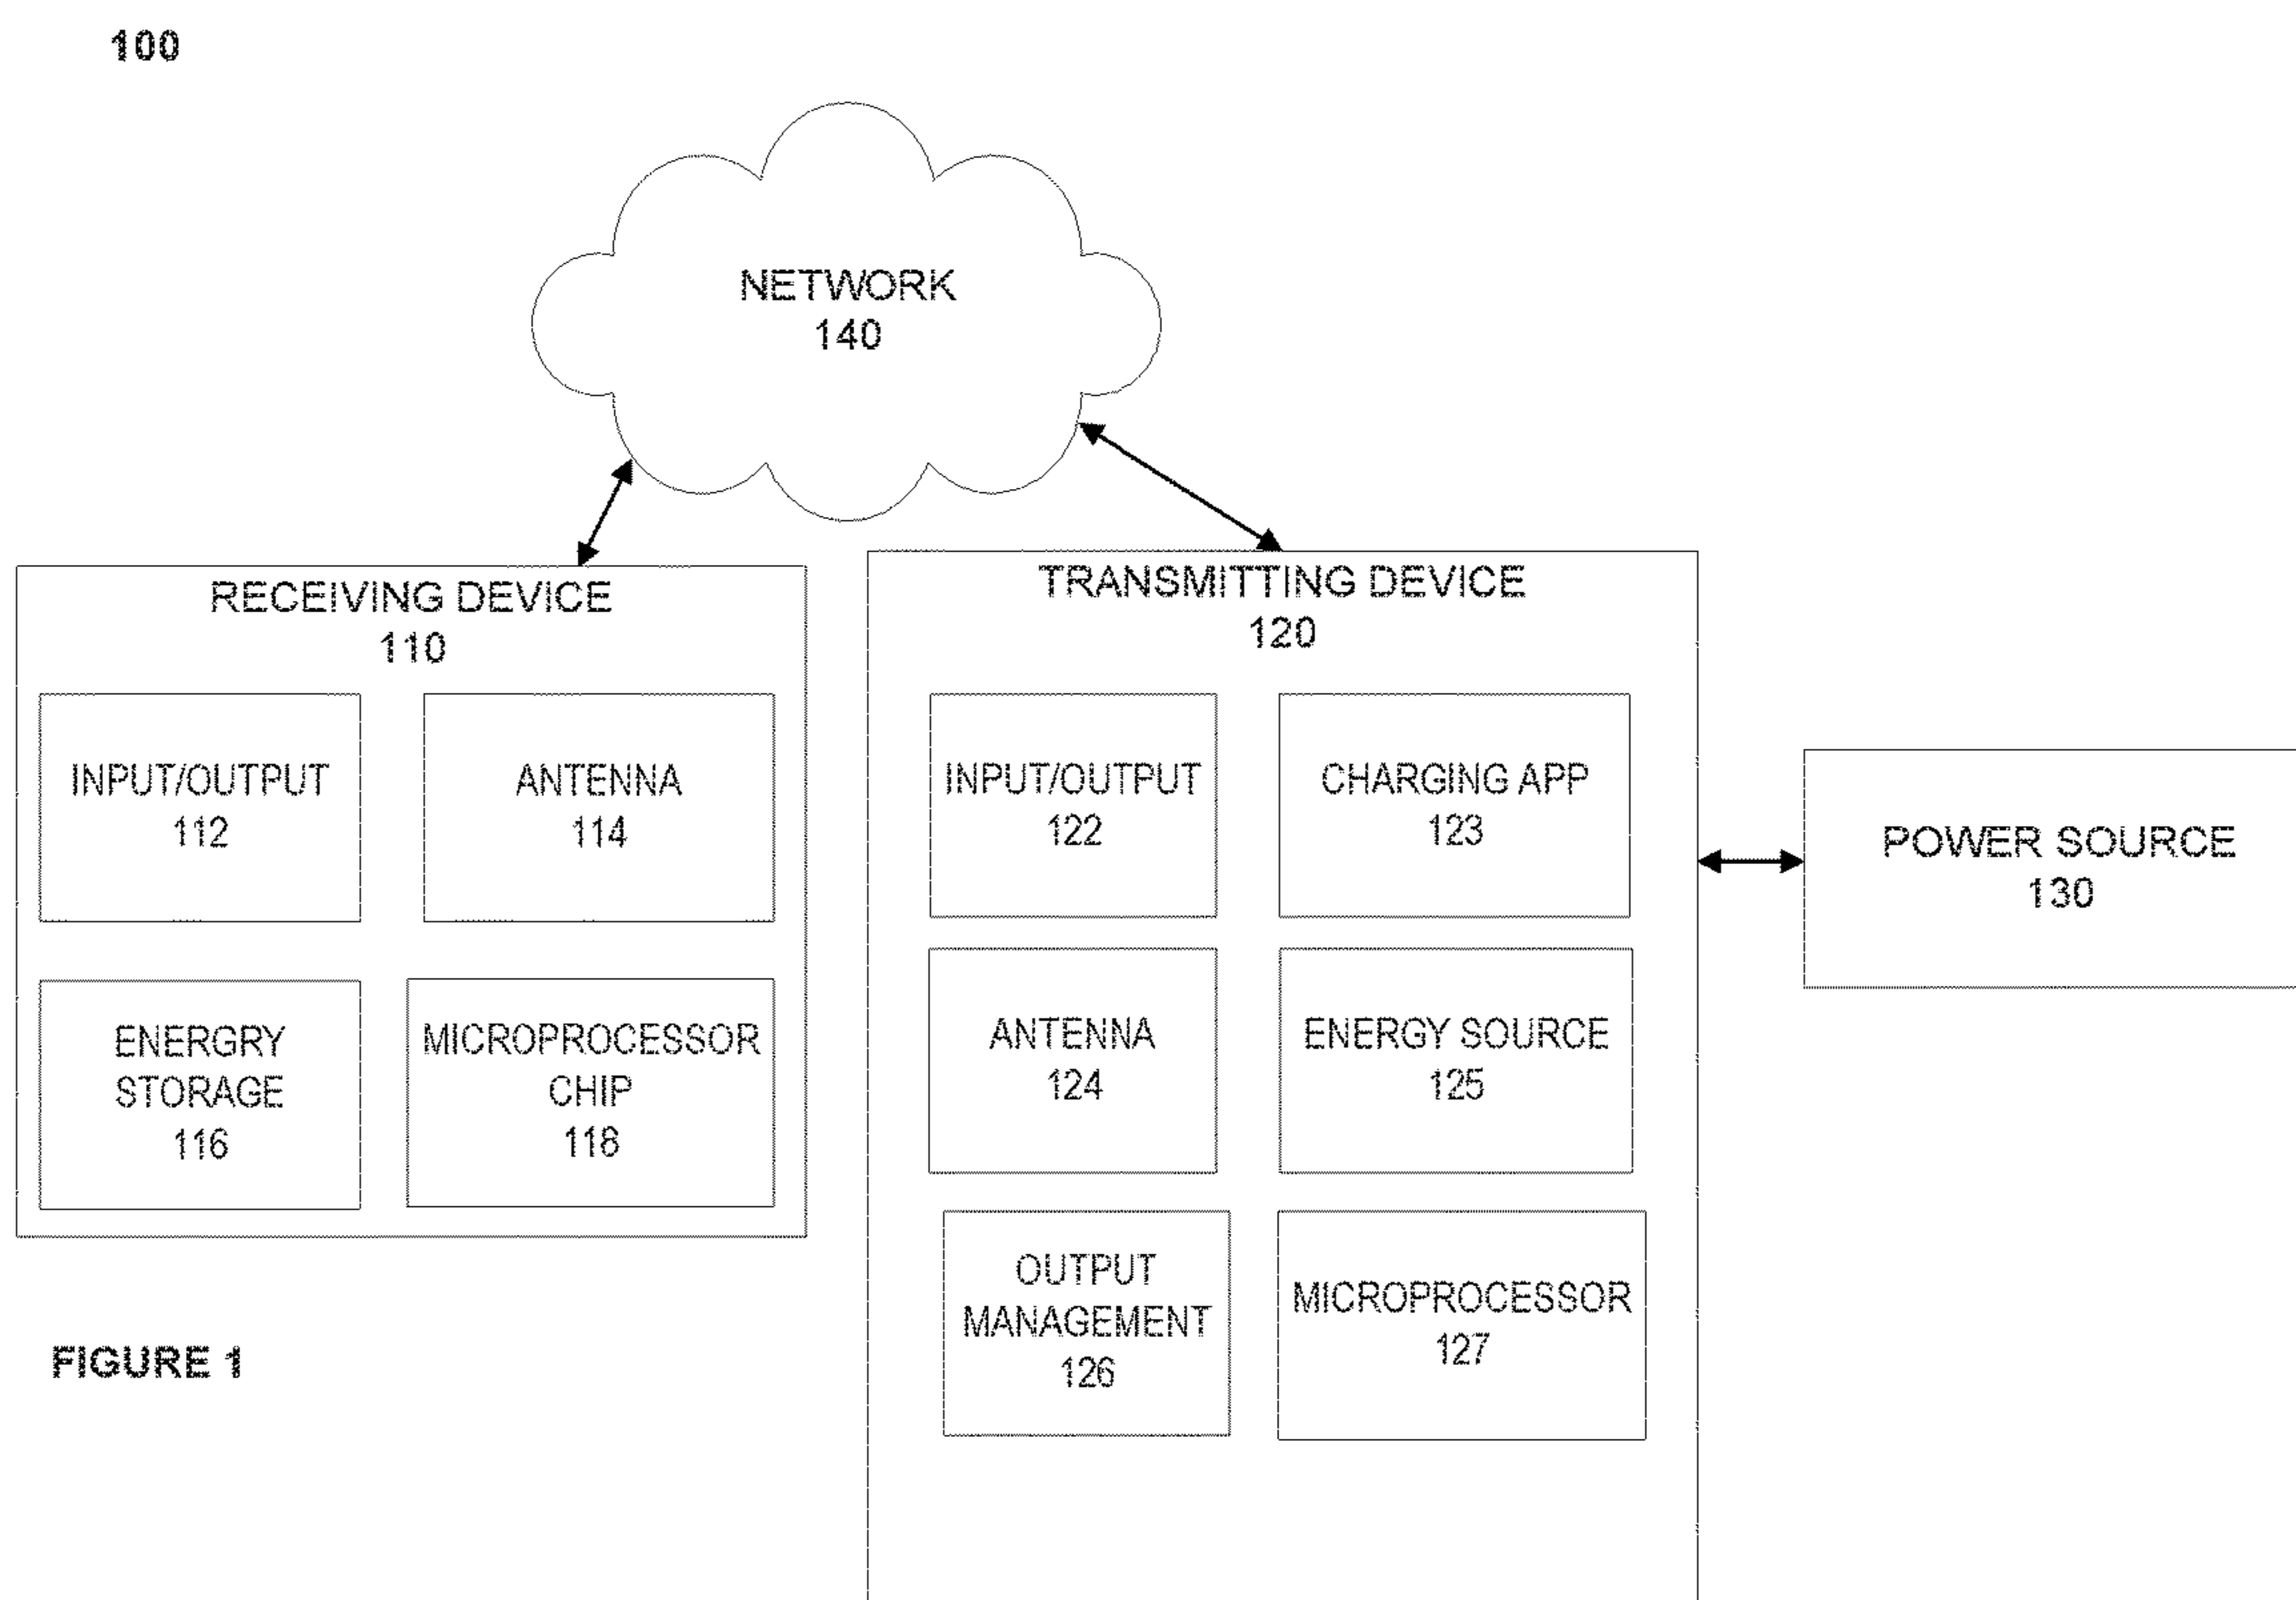 100
NETWORK
140
RECEIVING DEVICE
110
INPUT/OUTPUT
112
ANTENNA
114
ENERGRY
STORAGE
116
MICROPROCESSOR
CHIP
118
TRANSMITTING DEVICE
120
INPUT/OUTPUT
122
CHARGING APP
123
ANTENNA
124
ENERGY SOURCE
125
OUTPUT
MANAGEMENT
126
MICROPROCESSOR
127
POWER SOURCE
130
FIGURE 1